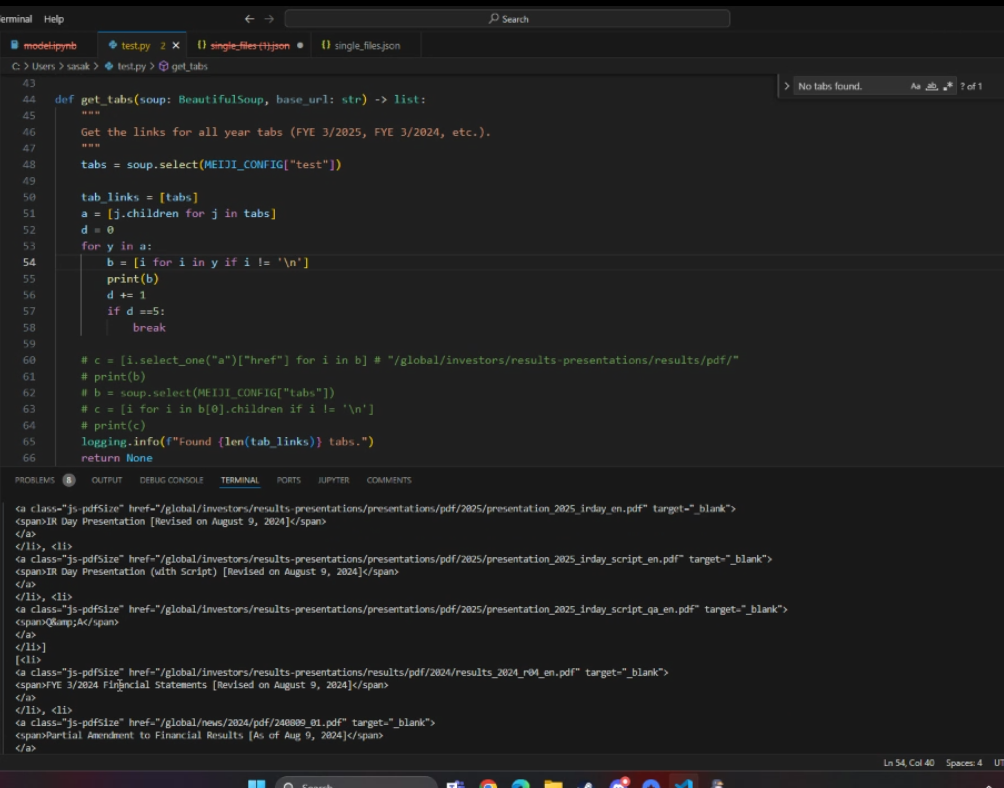 erminal Help
Search
model.ipynb test.py 2 {} single_files (1).json {} single_files.json
C: > Users > sasak > test.py > get_tabs
No tabs found. Aa ab .* ? of 1
43
44 def get_tabs(soup: BeautifulSoup, base_url: str) -> list:
45 """
46 Get the links for all year tabs (FYE 3/2025, FYE 3/2024, etc.).
47 """
48 tabs = soup.select(MEIJI_CONFIG["test"])
49
50 tab_links = [tabs]
51 a = [j.children for j in tabs]
52 d = 0
53 for y in a:
54 b = [i for i in y if i != '\n']
55 print(b)
56 d += 1
57 if d ==5:
58 break
59
60 # c = [i.select_one("a")["href"] for i in b] # "/global/investors/results-presentations/results/pdf/"
61 # print(b)
62 # b = soup.select(MEIJI_CONFIG["tabs"])
63 # c = [i for i in b[0].children if i != '\n']
64 # print(c)
65 logging.info(f"Found {len(tab_links)} tabs.")
66 return None
PROBLEMS 8 OUTPUT DEBUG CONSOLE TERMINAL PORTS JUPYTER COMMENTS
<a class="js-pdfSize" href="/global/investors/results-presentations/presentations/pdf/2025/presentation_2025_irday_en.pdf" target="_blank">
<span>IR Day Presentation [Revised on August 9, 2024]</span>
</a>
</li>, <li>
<a class="js-pdfSize" href="/global/investors/results-presentations/presentations/pdf/2025/presentation_2025_irday_script_en.pdf" target="_blank">
<span>IR Day Presentation (with Script) [Revised on August 9, 2024]</span>
</a>
</li>, <li>
<a class="js-pdfSize" href="/global/investors/results-presentations/presentations/pdf/2025/presentation_2025_irday_script_qa_en.pdf" target="_blank">
<span>Q&amp;A</span>
</a>
</li>]
[<li>
<a class="js-pdfSize" href="/global/investors/results-presentations/results/pdf/2024/results_2024_r04_en.pdf" target="_blank">
<span>FYE 3/2024 Financial Statements [Revised on August 9, 2024]</span>
</a>
</li>, <li>
<a class="js-pdfSize" href="/global/news/2024/pdf/240809_01.pdf" target="_blank">
<span>Partial Amendment to Financial Results [As of Aug 9, 2024]</span>
</a>
Ln 54, Col 40 Spaces: 4 UT
Search